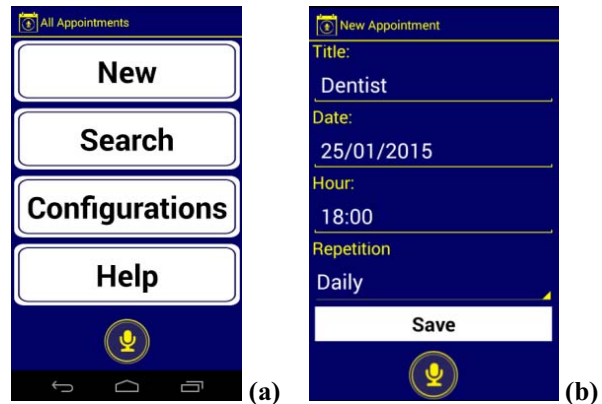 All Appointments
New
Search
Configurations
Help
(a)
New Appointment
Title:
Dentist
Date:
25/01/2015
Hour:
18:00
Repetition
Daily
Save
(b)